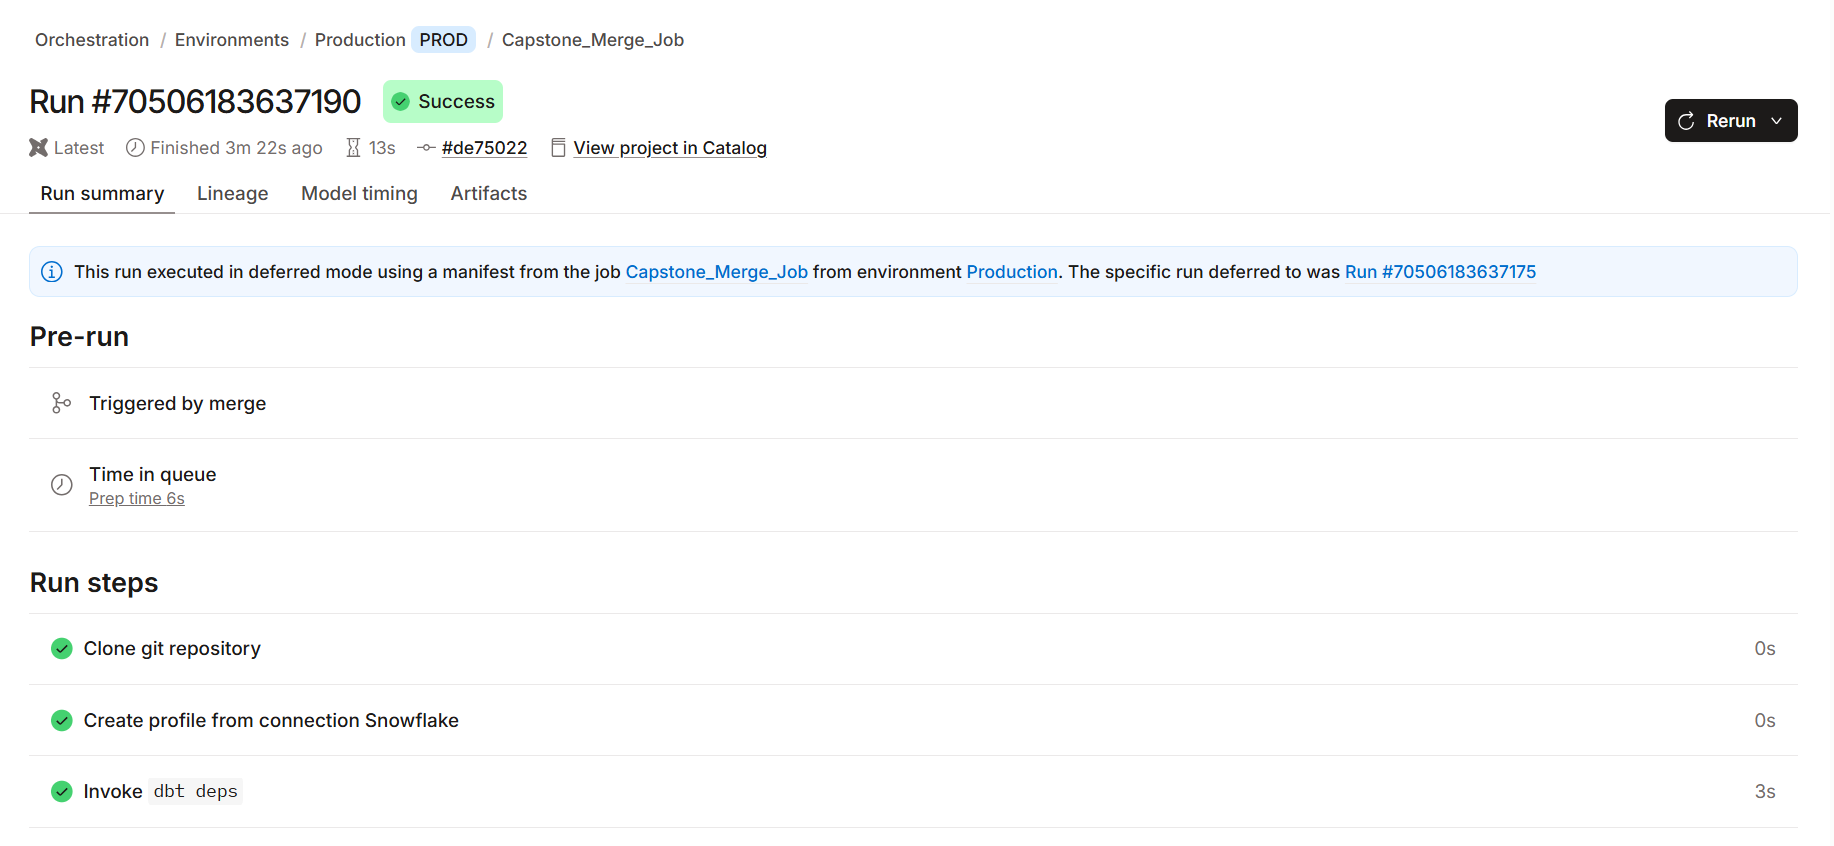 Orchestration / Environments / Production PROD / Capstone_Merge_Job
Run #70506183637190 Success
Rerun
Latest Finished 3m 22s ago 13s #de75022 View project in Catalog
Run summary Lineage Model timing Artifacts
This run executed in deferred mode using a manifest from the job Capstone_Merge_Job from environment Production. The specific run deferred to was Run #70506183637175
Pre-run
Triggered by merge
Time in queue
Prep time 6s
Run steps
Clone git repository 0s
Create profile from connection Snowflake 0s
Invoke dbt deps 3s